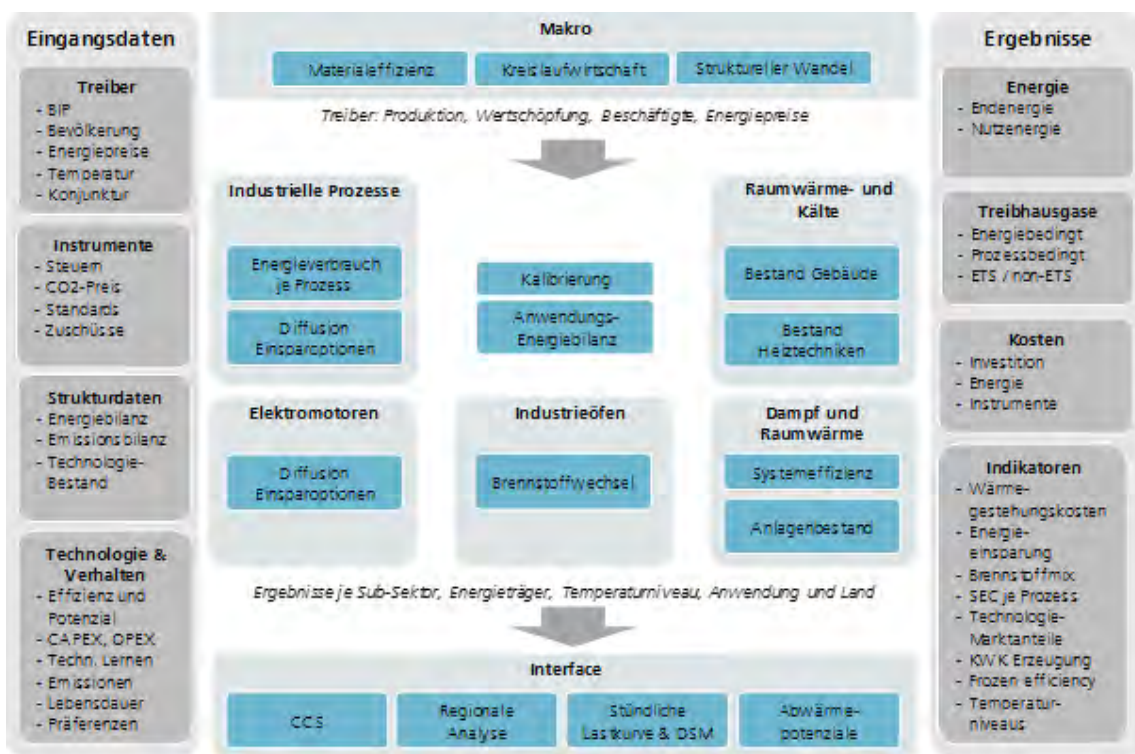 Eingangsdaten
Treiber
- BIP
- Bevölkerung
- Energiepreise
- Temperatur
- Konjunktur
Instrumente
- Steuern
- CO2-Preis
- Standards
- Zuschüsse
Strukturdaten
- Energiebilanz
- Emissionsbilanz
- Technologie-
Bestand
Technologie &
Verhalten
- Effizienz und
Potenzial
- CAPEX, OPEX
- Techn. Lernen
- Emissionen
- Lebensdauer
- Präferenzen
Makro
Materialeffizienz
Kreislaufwirtschaft
Struktureller Wandel
Treiber: Produktion, Wertschöpfung, Beschäftigte, Energiepreise
Industrielle Prozesse
Energieverbrauch
je Prozess
Diffusion
Einsparoptionen
Kalibrierung
Anwendungs-
Energiebilanz
Raumwärme- und
Kälte
Bestand Gebäude
Bestand
Heiztechniken
Elektromotoren
Diffusion
Einsparoptionen
Industrieöfen
Brennstoffwechsel
Dampf und
Raumwärme
Systemeffizienz
Anlagenbestand
Ergebnisse je Sub-Sektor, Energieträger, Temperaturniveau, Anwendung und Land
Interface
CCS
Regionale
Analyse
Stündliche
Lastkurve & DSM
Abwärme-
potenziale
Ergebnisse
Energie
- Endenergie
- Nutzenergie
Treibhausgase
- Energiebedingt
- Prozessbedingt
- ETS / non-ETS
Kosten
- Investition
- Energie
- Instrumente
Indikatoren
- Wärme-
gestehungskosten
- Energie-
einsparung
- Brennstoffmix
- SEC je Prozess
- Technologie-
Marktanteile
- KWK Erzeugung
- Frozen efficiency
- Temperatur-
niveaus